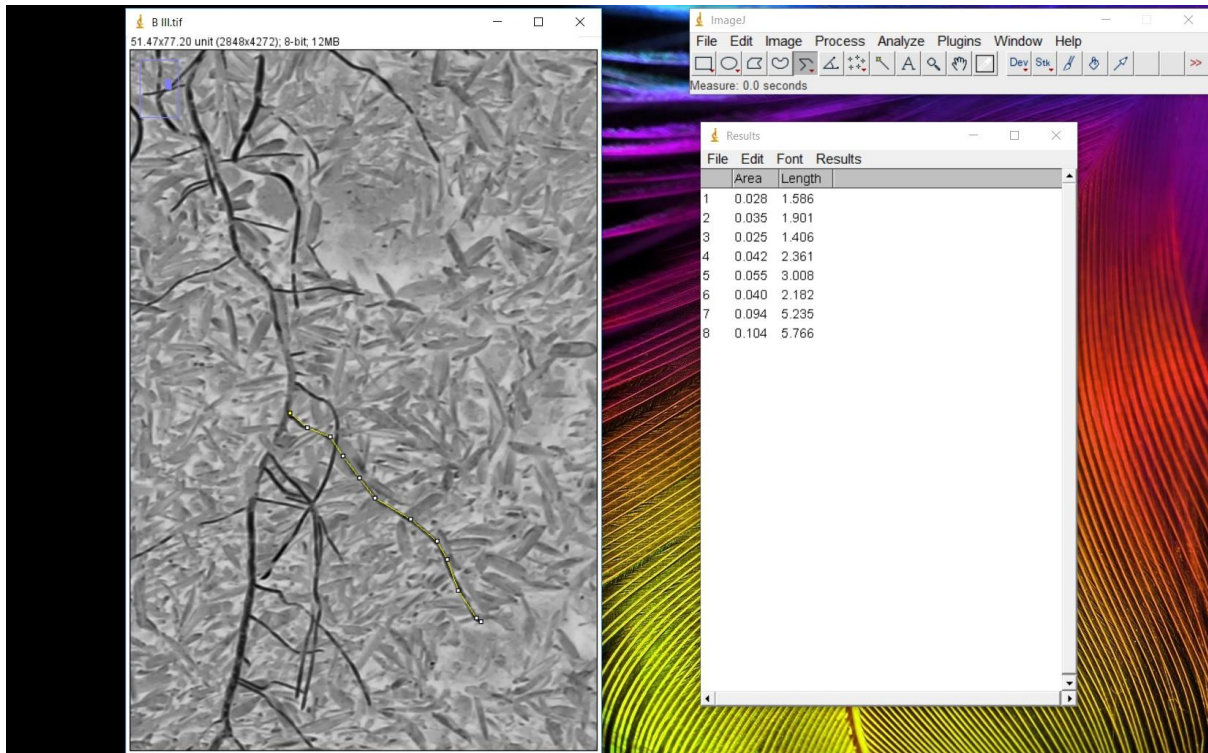 B III.tif
51.47x77.20 unit (2848x4272); 8-bit; 12MB
ImageJ
File Edit Image Process Analyze Plugins Window Help
Dev Stk >>
Measure: 0.0 seconds
Results
File Edit Font Results
Area Length
1 0.028 1.586
2 0.035 1.901
3 0.025 1.406
4 0.042 2.361
5 0.055 3.008
6 0.040 2.182
7 0.094 5.235
8 0.104 5.766